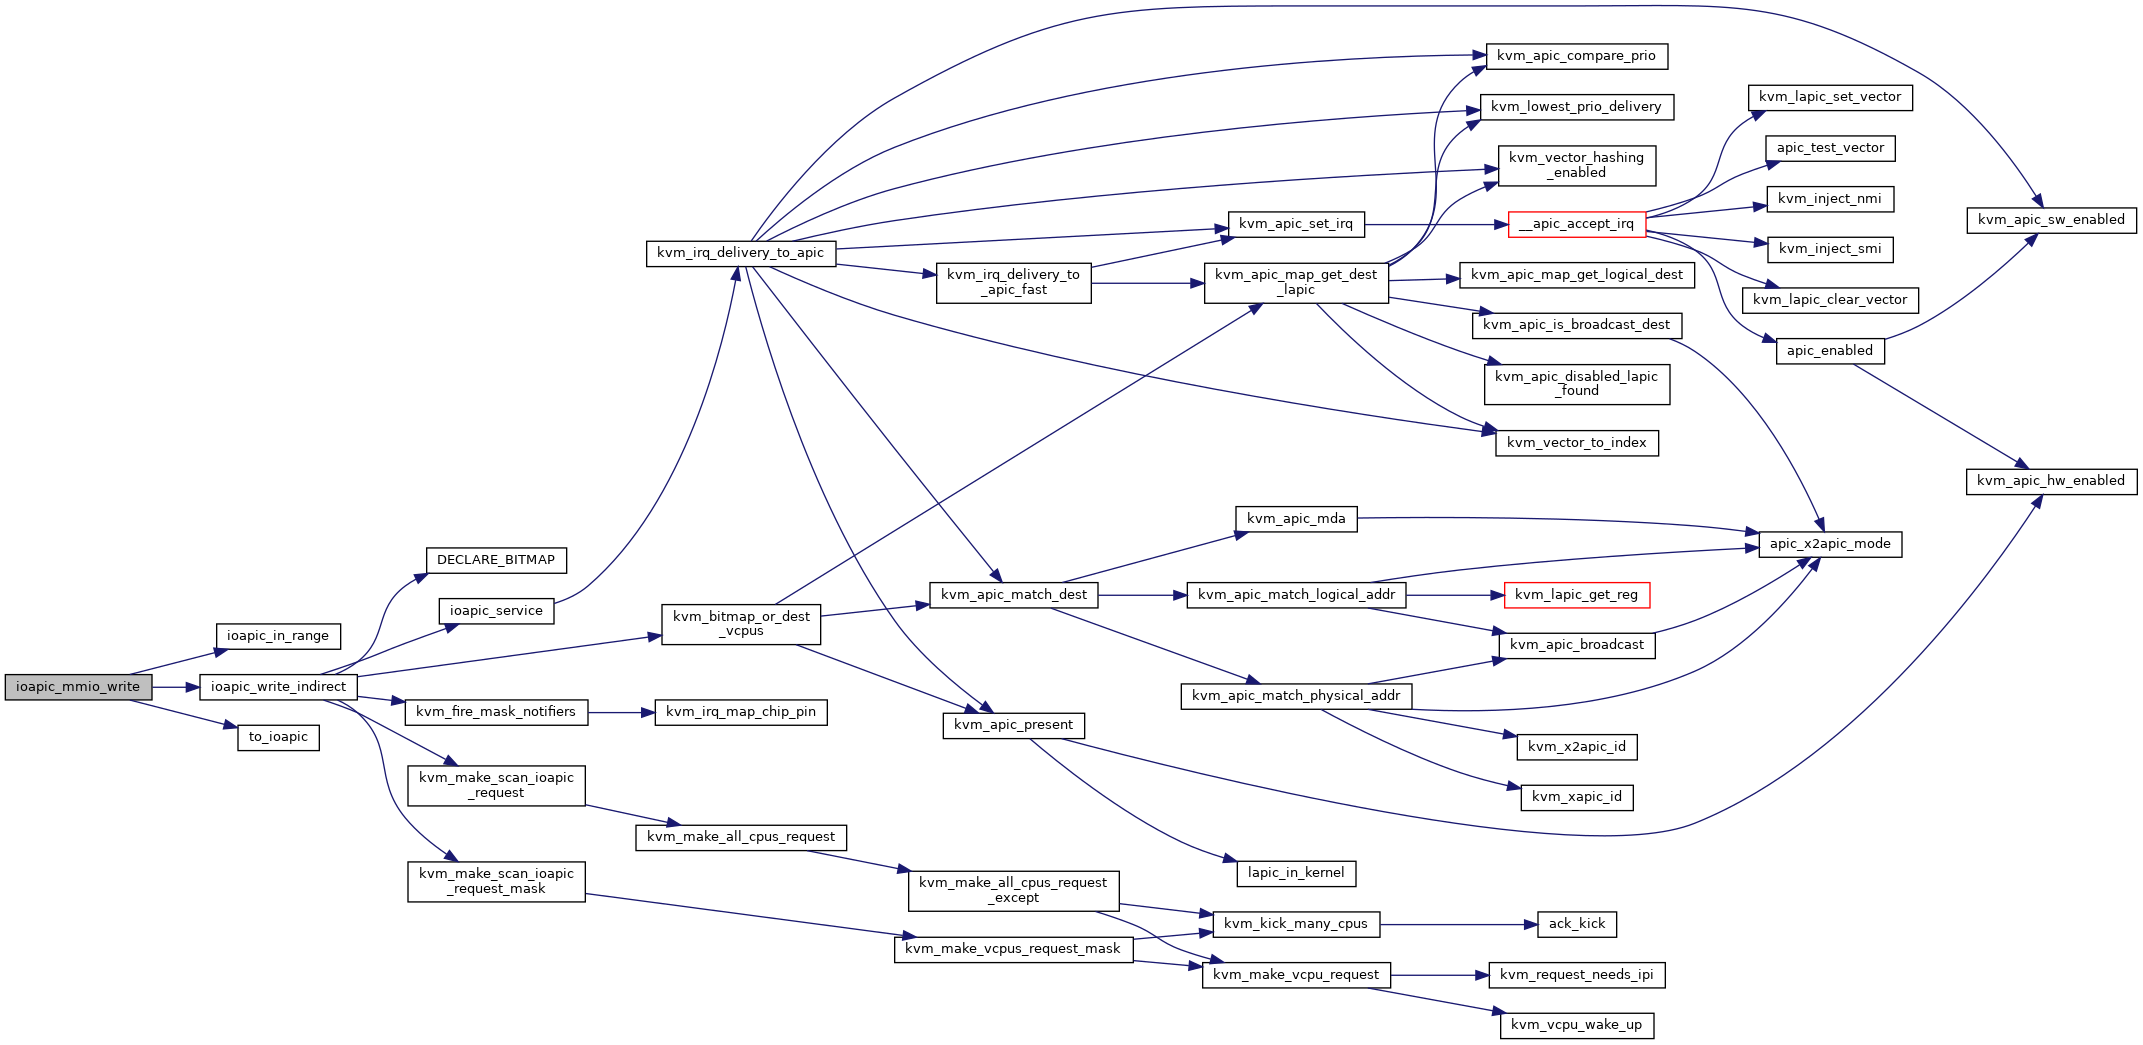 kvm_apic_compare_prio
kvm_lapic_set_vector
kvm_lowest_prio_delivery
apic_test_vector
kvm_vector_hashing
_enabled
kvm_inject_nmi
kvm_apic_sw_enabled
kvm_apic_set_irq
__apic_accept_irq
kvm_inject_smi
kvm_irq_delivery_to_apic
kvm_irq_delivery_to
_apic_fast
kvm_apic_map_get_dest
_lapic
kvm_apic_map_get_logical_dest
kvm_lapic_clear_vector
kvm_apic_is_broadcast_dest
apic_enabled
kvm_apic_disabled_lapic
_found
kvm_vector_to_index
kvm_apic_hw_enabled
kvm_apic_mda
apic_x2apic_mode
DECLARE_BITMAP
kvm_apic_match_dest
kvm_apic_match_logical_addr
kvm_lapic_get_reg
ioapic_service
kvm_bitmap_or_dest
_vcpus
ioapic_in_range
kvm_apic_broadcast
ioapic_mmio_write
ioapic_write_indirect
kvm_apic_match_physical_addr
kvm_fire_mask_notifiers
kvm_irq_map_chip_pin
kvm_apic_present
to_ioapic
kvm_x2apic_id
kvm_make_scan_ioapic
_request
kvm_xapic_id
kvm_make_all_cpus_request
kvm_make_scan_ioapic
_request_mask
lapic_in_kernel
kvm_make_all_cpus_request
_except
kvm_kick_many_cpus
ack_kick
kvm_make_vcpus_request_mask
kvm_make_vcpu_request
kvm_request_needs_ipi
kvm_vcpu_wake_up